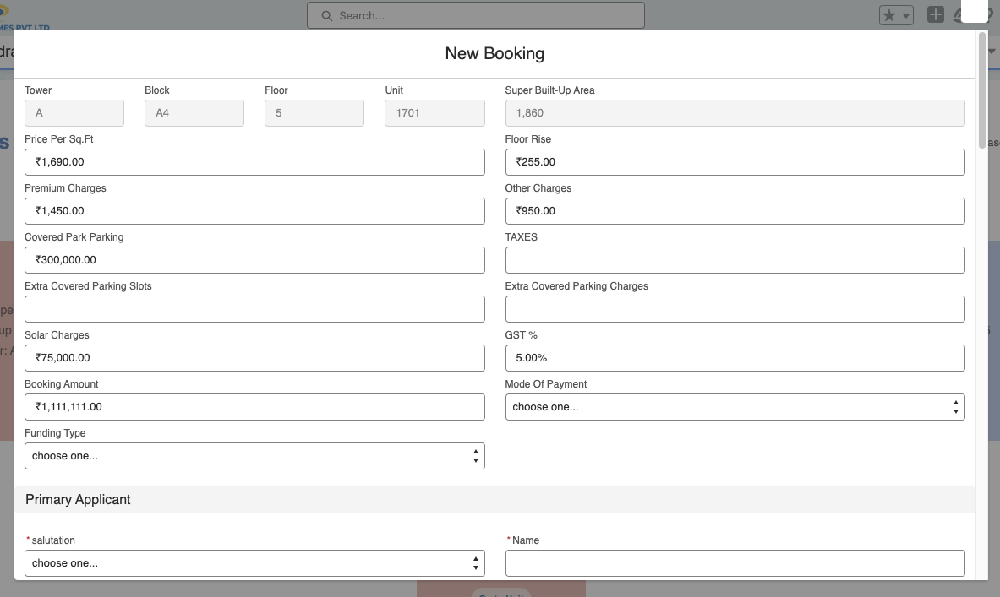 Search...
MES PVT LTD
New Booking
Tower Block Floor Unit Super Built-Up Area
A A4 5 1701 1,860
Price Per Sq.Ft Floor Rise
₹1,690.00 ₹255.00
Premium Charges Other Charges
₹1,450.00 ₹950.00
Covered Park Parking TAXES
₹300,000.00
Extra Covered Parking Slots Extra Covered Parking Charges
Solar Charges GST %
₹75,000.00 5.00%
Booking Amount Mode Of Payment
₹1,111,111.00 choose one...
Funding Type
choose one...
Primary Applicant
*salutation *Name
choose one...